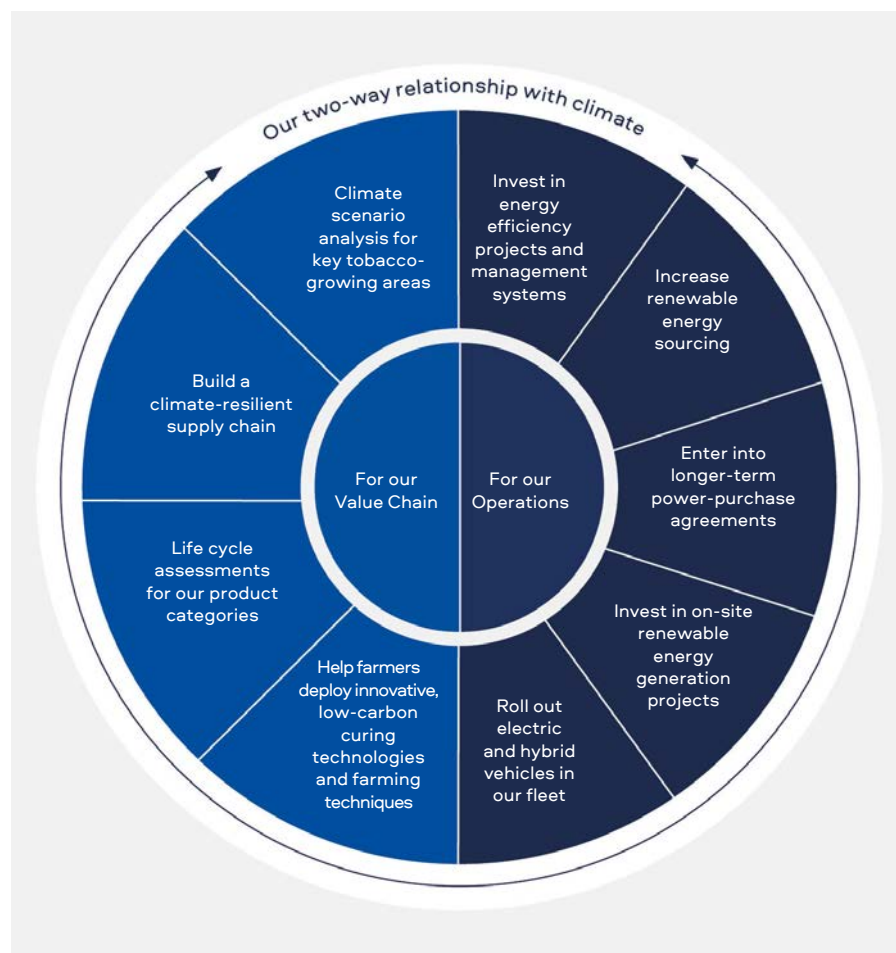 Our two-way relationship with climate
Climate
scenario
analysis for
key tobacco-
growing areas
Invest in
energy
efficiency
projects and
management
systems
Increase
renewable
energy
sourcing
Build a
climate-resilient
supply chain
For our
Value Chain
For our
Operations
Enter into
longer-term
power-purchase
agreements
Life cycle
assessments
for our product
categories
Invest in on-site
renewable
energy
generation
projects
Help farmers
deploy innovative,
low-carbon
curing
technologies
and farming
techniques
Roll out
electric
and hybrid
vehicles in
our fleet